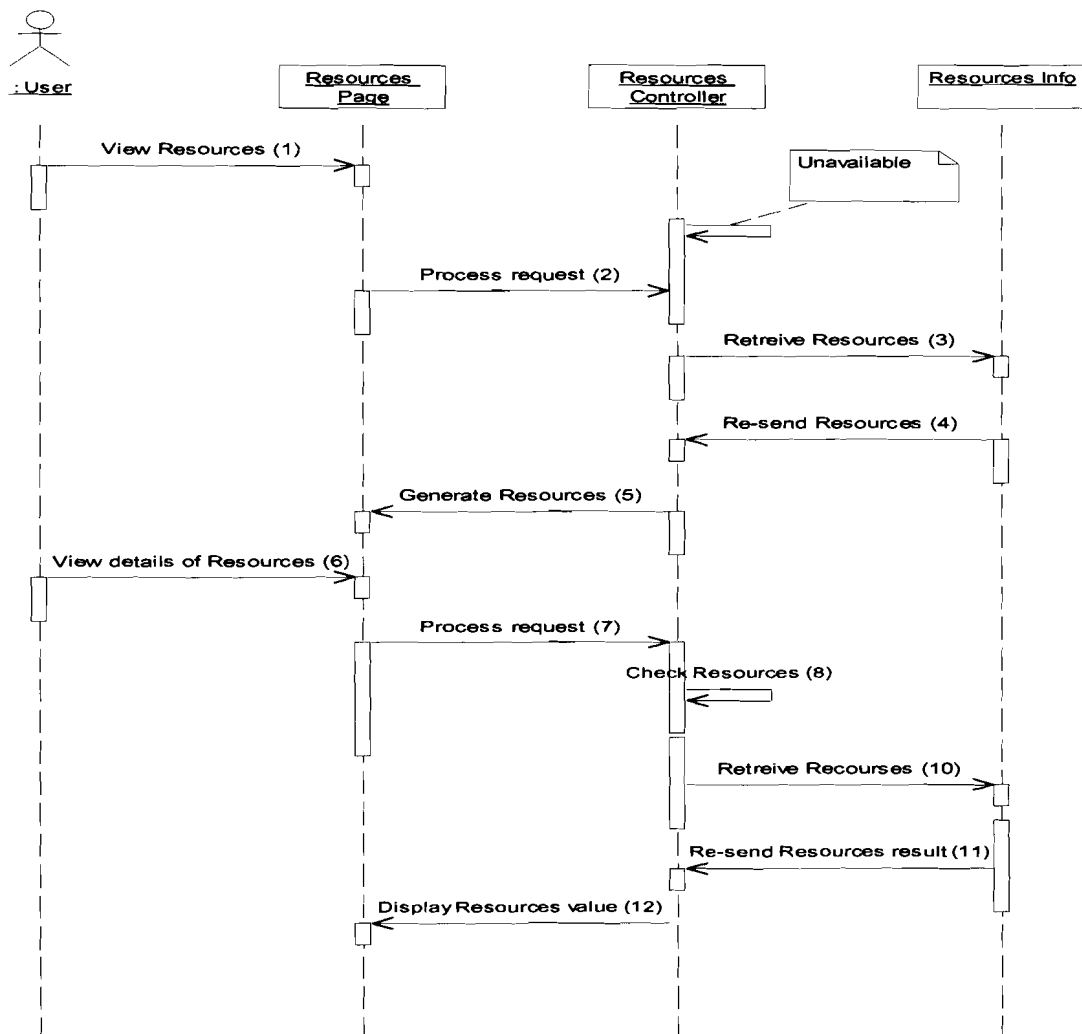 : User
Resources
Page
Resources
Controller
Resources Info
View Resources (1)
Unavailable
Process request (2)
Retreive Resources (3)
Re-send Resources (4)
Generate Resources (5)
View details of Resources (6)
Process request (7)
Check Resources (8)
Retreive Recourses (10)
Re-send Resources result (11)
Display Resources value (12)